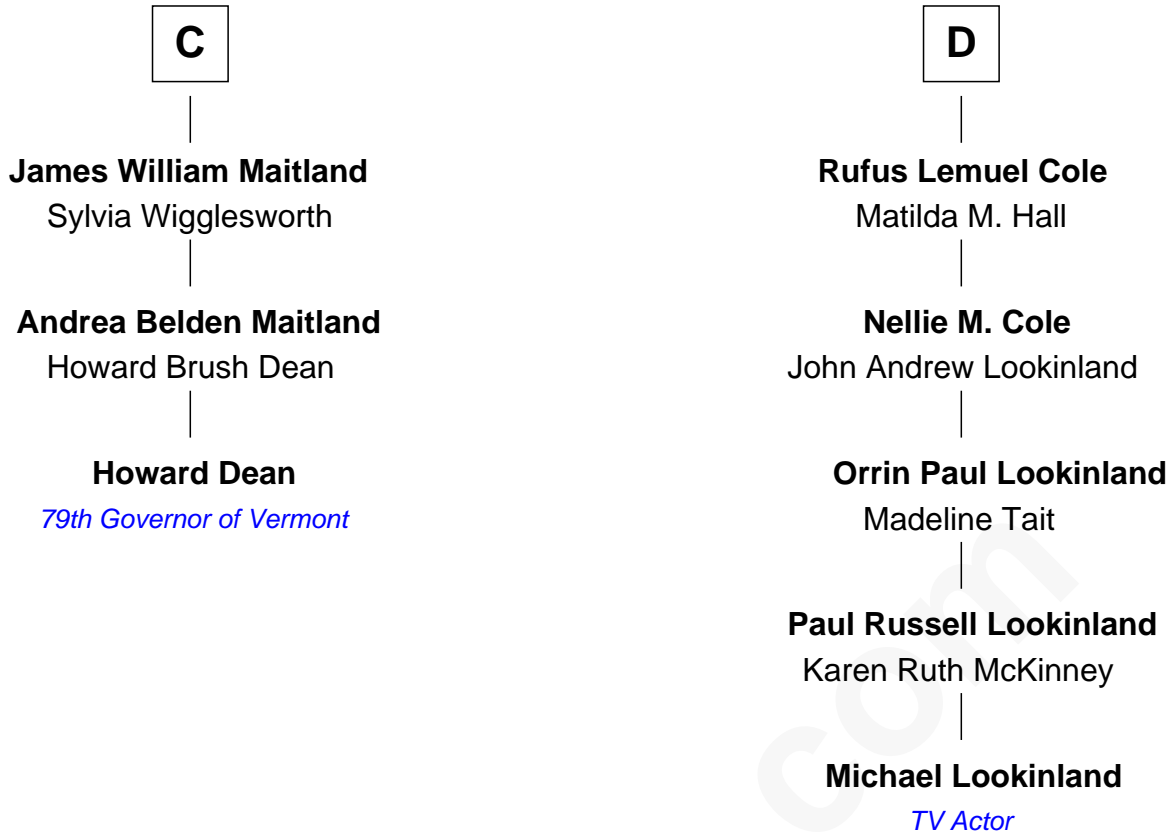 C
James William Maitland
Sylvia Wigglesworth
Andrea Belden Maitland
Howard Brush Dean
Howard Dean
79th Governor of Vermont
D
Rufus Lemuel Cole
Matilda M. Hall
Nellie M. Cole
John Andrew Lookinland
Orrin Paul Lookinland
Madeline Tait
Paul Russell Lookinland
Karen Ruth McKinney
Michael Lookinland
TV Actor
com